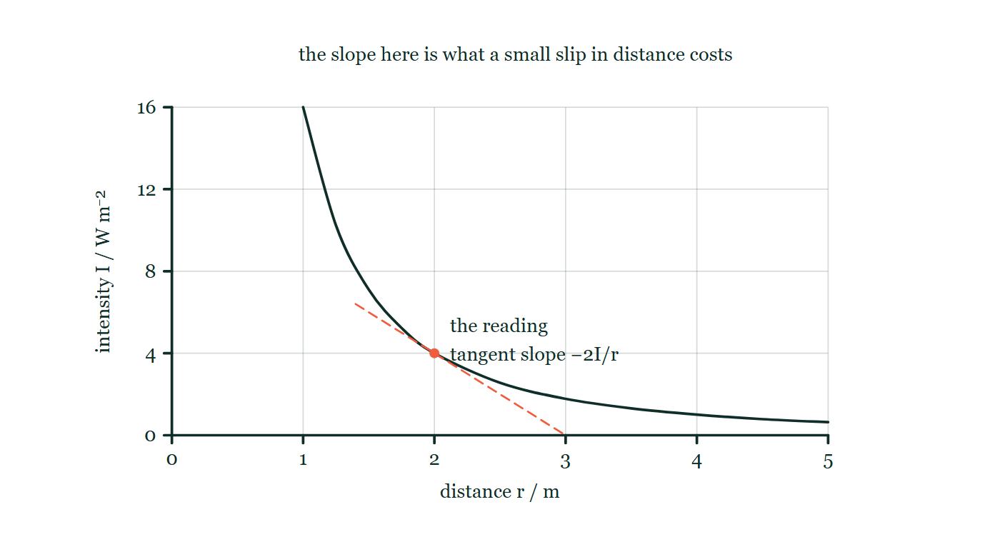 the slope here is what a small slip in distance costs
16
12
8
4
0
intensity I / W m⁻²
the reading
tangent slope −2I/r
0 1 2 3 4 5
distance r / m